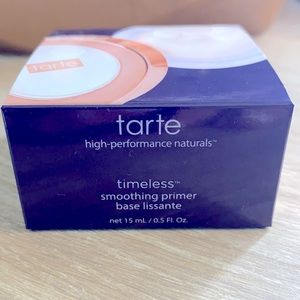 tarte
tarte
high-performance naturals™
timeless™
smoothing primer
base lissante
net 15 mL / 0.5 Fl. Oz.